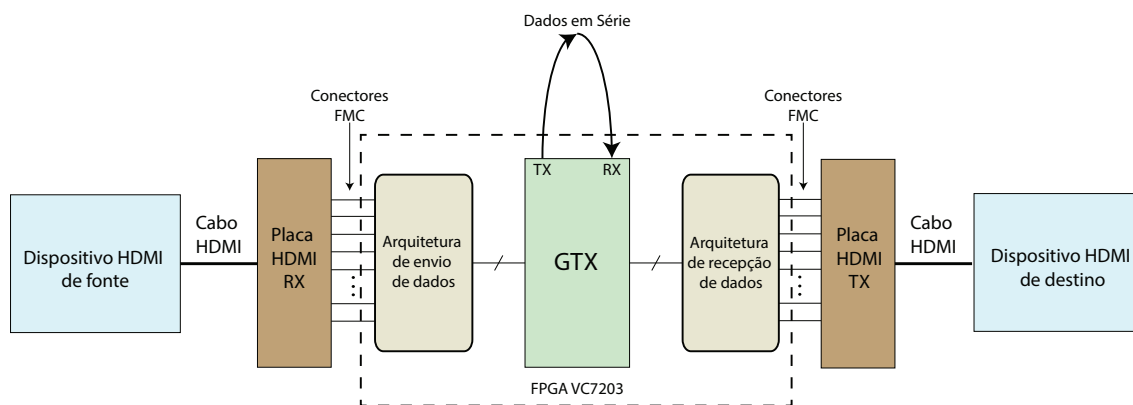 Dados em Série
Conectores
FMC
Conectores
FMC
TX
RX
Dispositivo HDMI
de fonte
Cabo
HDMI
Placa
HDMI
RX
Arquitetura
de envio
de dados
GTX
Arquitetura
de recepção
de dados
Placa
HDMI
TX
Cabo
HDMI
Dispositivo HDMI
de destino
FPGA VC7203